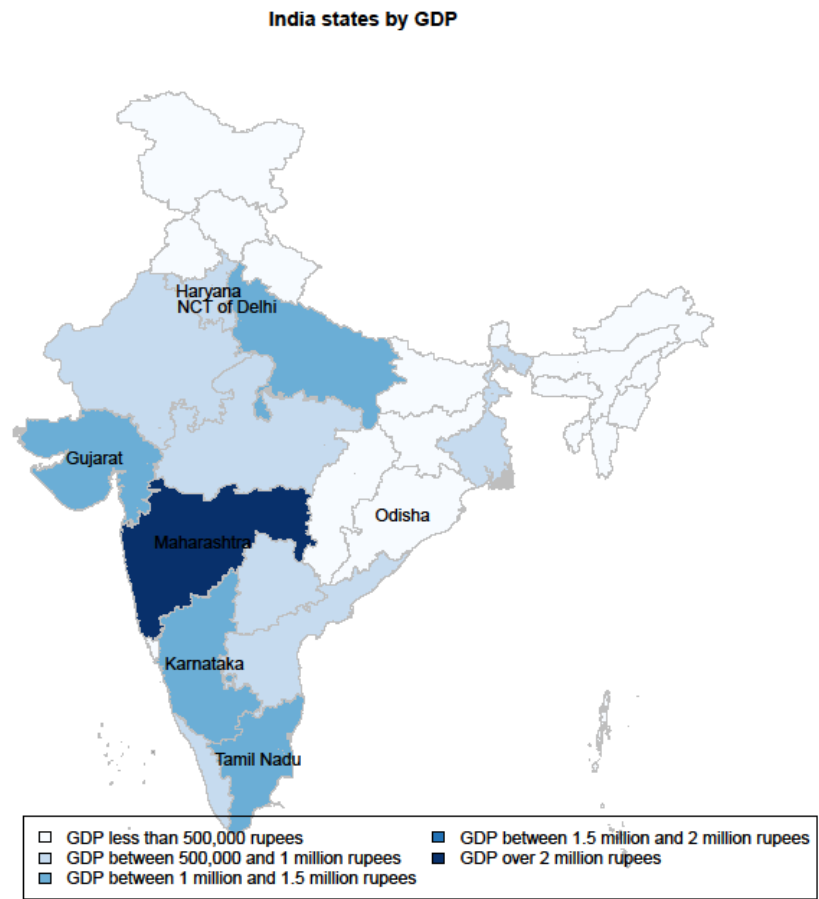 India states by GDP
Haryana
NCT of Delhi
Gujarat
Odisha
Maharashtra
Karnataka
Tamil Nadu
GDP less than 500,000 rupees
GDP between 500,000 and 1 million rupees
GDP between 1 million and 1.5 million rupees
GDP between 1.5 million and 2 million rupees
GDP over 2 million rupees